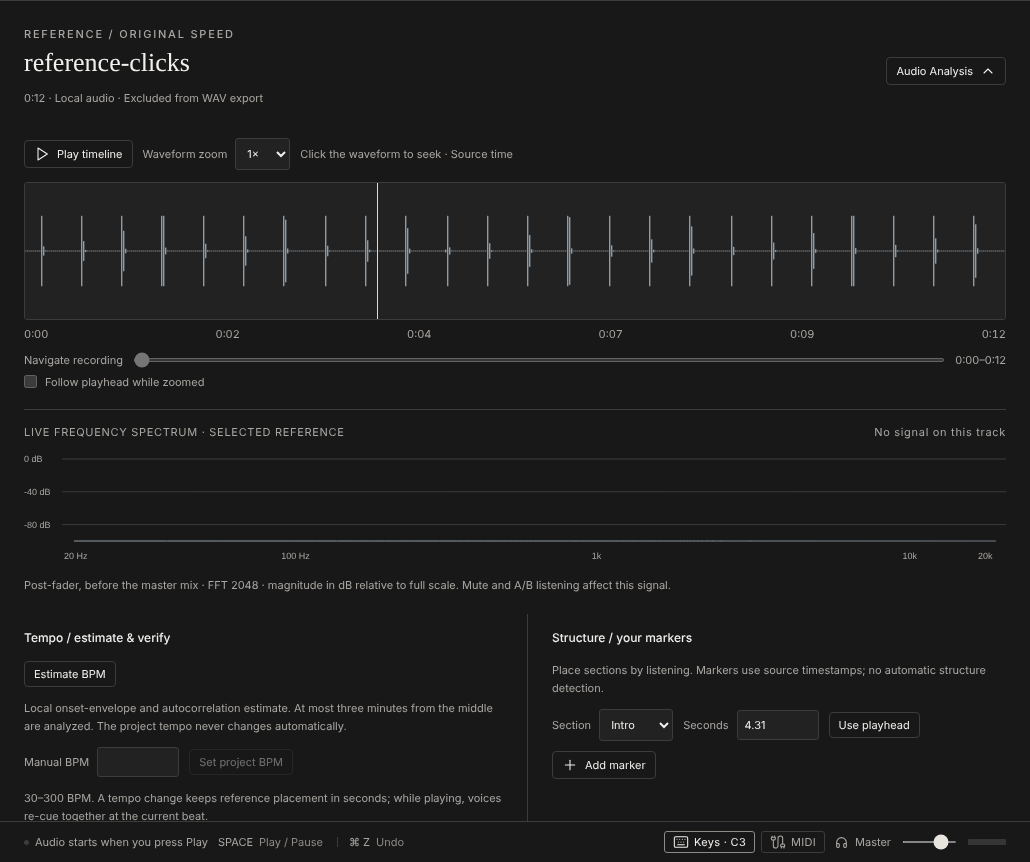 REFERENCE / ORIGINAL SPEED
reference-clicks
Audio Analysis
0:12 · Local audio · Excluded from WAV export
Play timeline
Waveform zoom
1×
Click the waveform to seek · Source time
0:00 0:02 0:04 0:07 0:09 0:12
Navigate recording
0:00–0:12
Follow playhead while zoomed
LIVE FREQUENCY SPECTRUM · SELECTED REFERENCE
No signal on this track
0 dB
-40 dB
-80 dB
20 Hz 100 Hz 1k 10k 20k
Post-fader, before the master mix · FFT 2048 · magnitude in dB relative to full scale. Mute and A/B listening affect this signal.
Tempo / estimate & verify
Estimate BPM
Local onset-envelope and autocorrelation estimate. At most three minutes from the middle
are analyzed. The project tempo never changes automatically.
Manual BPM
Set project BPM
30–300 BPM. A tempo change keeps reference placement in seconds; while playing, voices
re-cue together at the current beat.
Structure / your markers
Place sections by listening. Markers use source timestamps; no automatic structure
detection.
Section
Intro
Seconds
4.31
Use playhead
Add marker
Audio starts when you press Play
SPACE Play / Pause
⌘ Z Undo
Keys · C3
MIDI
Master